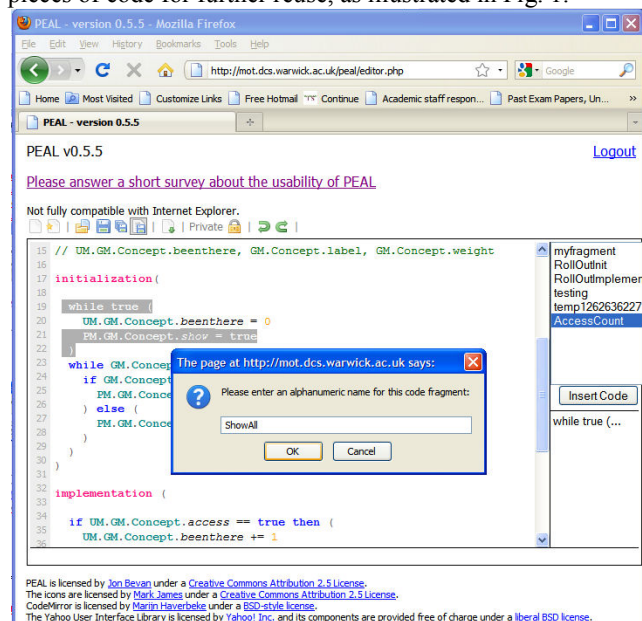 pieces of code for further reuse, as illustrated in Fig. 1.
PEAL - version 0.5.5 - Mozilla Firefox
File Edit View History Bookmarks Tools Help
http://mot.dcs.warwick.ac.uk/peal/editor.php
Google
Home Most Visited Customize Links Free Hotmail Continue Academic staff respon... Past Exam Papers, Un... »
PEAL - version 0.5.5
PEAL v0.5.5
Logout
Please answer a short survey about the usability of PEAL
Not fully compatible with Internet Explorer.
Private
15 // UM.GM.Concept.beenthere, GM.Concept.label, GM.Concept.weight
16
17 initialization(
18
19 while true (
20 UM.GM.Concept.beenthere = 0
21 PM.GM.Concept.show = true
22 )
23 while GM.Concep
24 if GM.Concept
25 PM.GM.Conce
26 ) else (
27 PM.GM.Conce
28 )
29 )
30 )
31
32 implementation (
33
34 if UM.GM.Concept.access == true then (
35 UM.GM.Concept.beenthere += 1
36
myfragment
RollOutInit
RollOutImplemen
testing
temp1262636227
AccessCount
Insert Code
while true (...
The page at http://mot.dcs.warwick.ac.uk says:
Please enter an alphanumeric name for this code fragment:
ShowAll
OK Cancel
PEAL is licensed by Jon Bevan under a Creative Commons Attribution 2.5 License.
The icons are licensed by Mark James under a Creative Commons Attribution 2.5 License.
CodeMirror is licensed by Marijn Haverbeke under a BSD-style license.
The Yahoo User Interface Library is licensed by Yahoo! Inc. and its components are provided free of charge under a liberal BSD license.